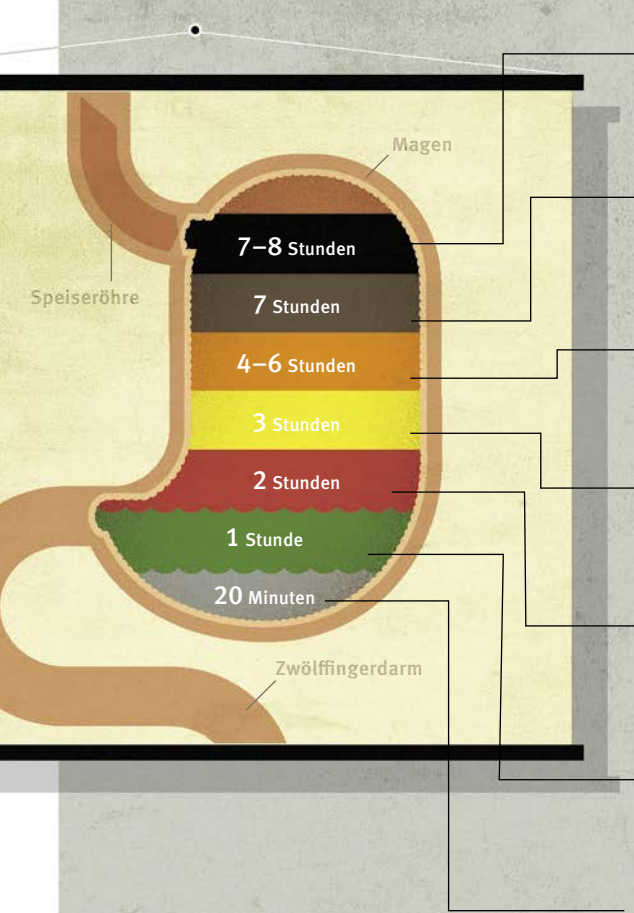 Magen
7–8 Stunden
Speiseröhre
7 Stunden
4–6 Stunden
3 Stunden
2 Stunden
1 Stunde
20 Minuten
Zwölffingerdarm